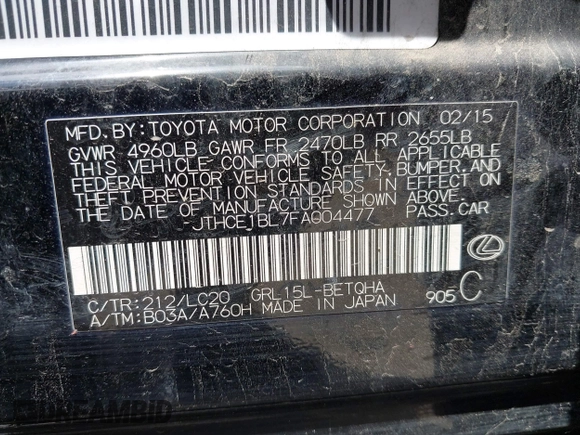 MFD. BY: TOYOTA MOTOR CORPORATION 02/15
GVWR 4960LB GAWR FR 2470LB RR 2655LB
THIS VEHICLE CONFORMS TO ALL APPLICABLE
FEDERAL MOTOR VEHICLE SAFETY, BUMPER, AND
THEFT PREVENTION STANDARDS IN EFFECT ON
THE DATE OF MANUFACTURE SHOWN ABOVE.
JTHCE1BL7FA004477 PASS. CAR
C/TR: 212/LC20 GRL15L-BETQHA
A/TM: B03A/A760H MADE IN JAPAN 905 C